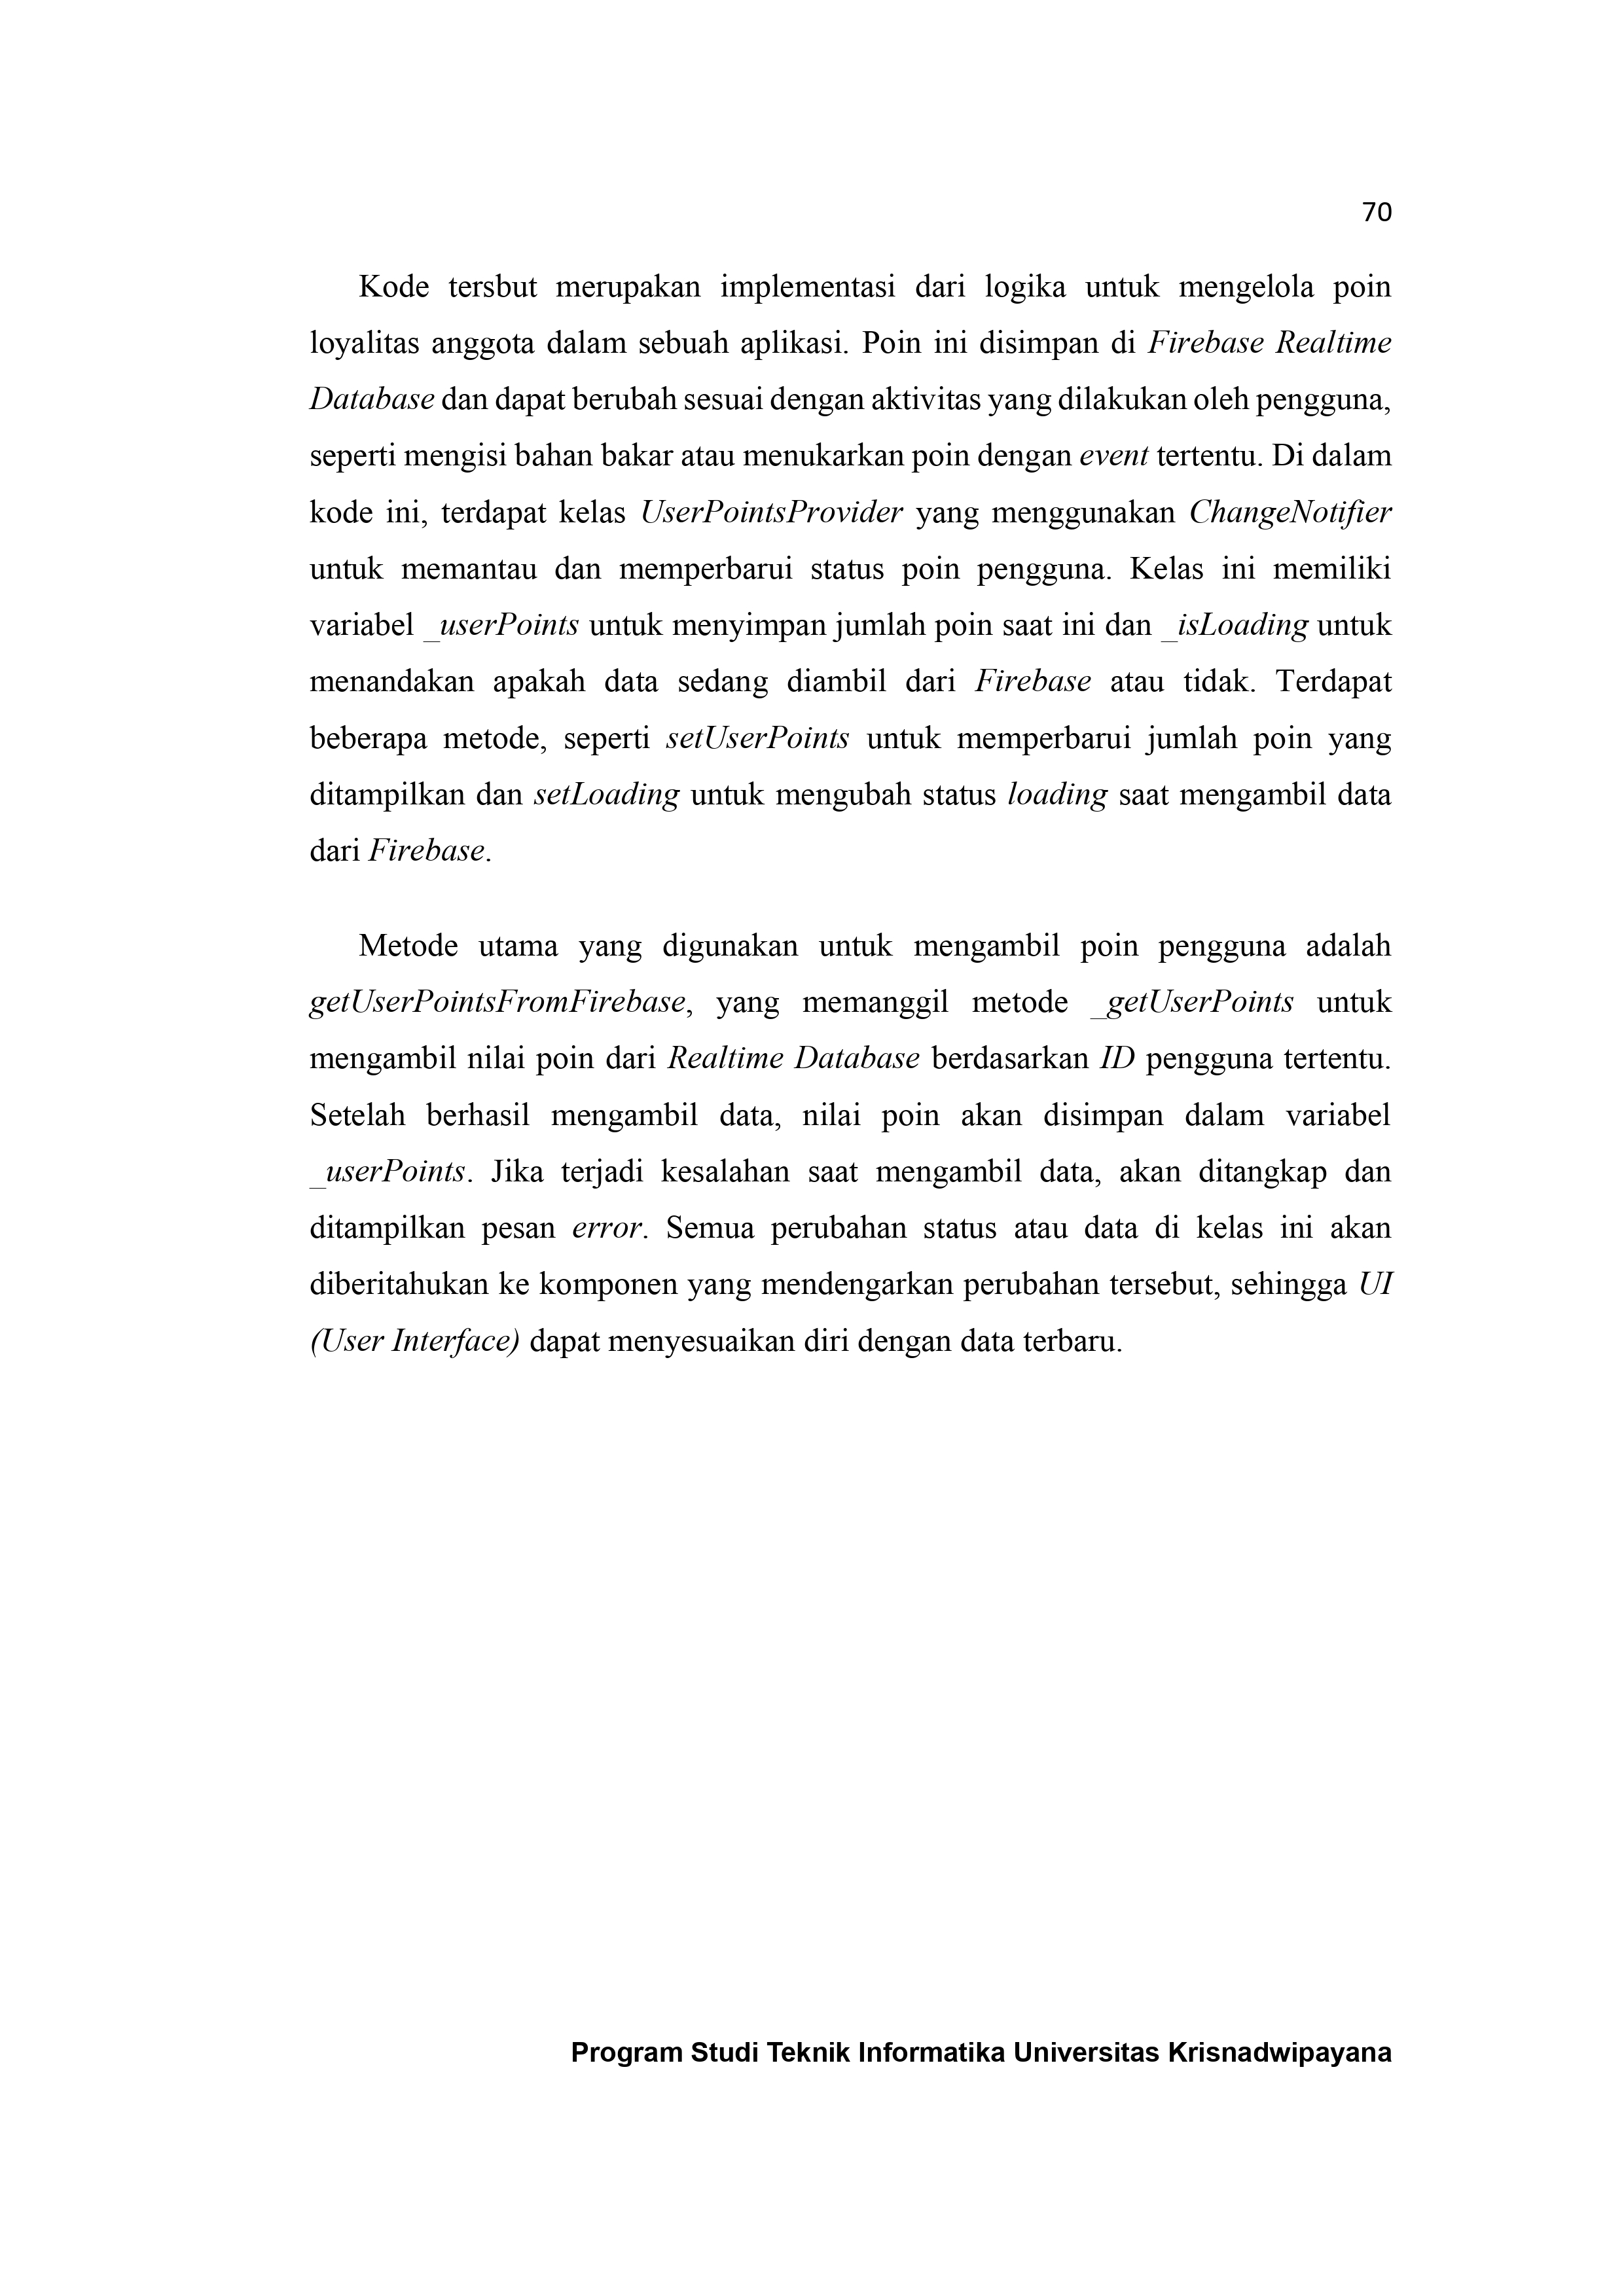 70
Kode tersbut merupakan implementasi dari logika untuk mengelola poin
loyalitas anggota dalam sebuah aplikasi. Poin ini disimpan di Firebase Realtime
Database dan dapat berubah sesuai dengan aktivitas yang dilakukan oleh pengguna,
seperti mengisi bahan bakar atau menukarkan poin dengan event tertentu. Di dalam
kode ini, terdapat kelas UserPointsProvider yang menggunakan ChangeNotifier
untuk memantau dan memperbarui status poin pengguna. Kelas ini memiliki
variabel _userPoints untuk menyimpan jumlah poin saat ini dan _isLoading untuk
menandakan apakah data sedang diambil dari Firebase atau tidak. Terdapat
beberapa metode, seperti setUserPoints untuk memperbarui jumlah poin yang
ditampilkan dan setLoading untuk mengubah status loading saat mengambil data
dari Firebase.
Metode utama yang digunakan untuk mengambil poin pengguna adalah
getUserPointsFromFirebase, yang memanggil metode _getUserPoints untuk
mengambil nilai poin dari Realtime Database berdasarkan ID pengguna tertentu.
Setelah berhasil mengambil data, nilai poin akan disimpan dalam variabel
_userPoints. Jika terjadi kesalahan saat mengambil data, akan ditangkap dan
ditampilkan pesan error. Semua perubahan status atau data di kelas ini akan
diberitahukan ke komponen yang mendengarkan perubahan tersebut, sehingga UI
(User Interface) dapat menyesuaikan diri dengan data terbaru.
Program Studi Teknik Informatika Universitas Krisnadwipayana